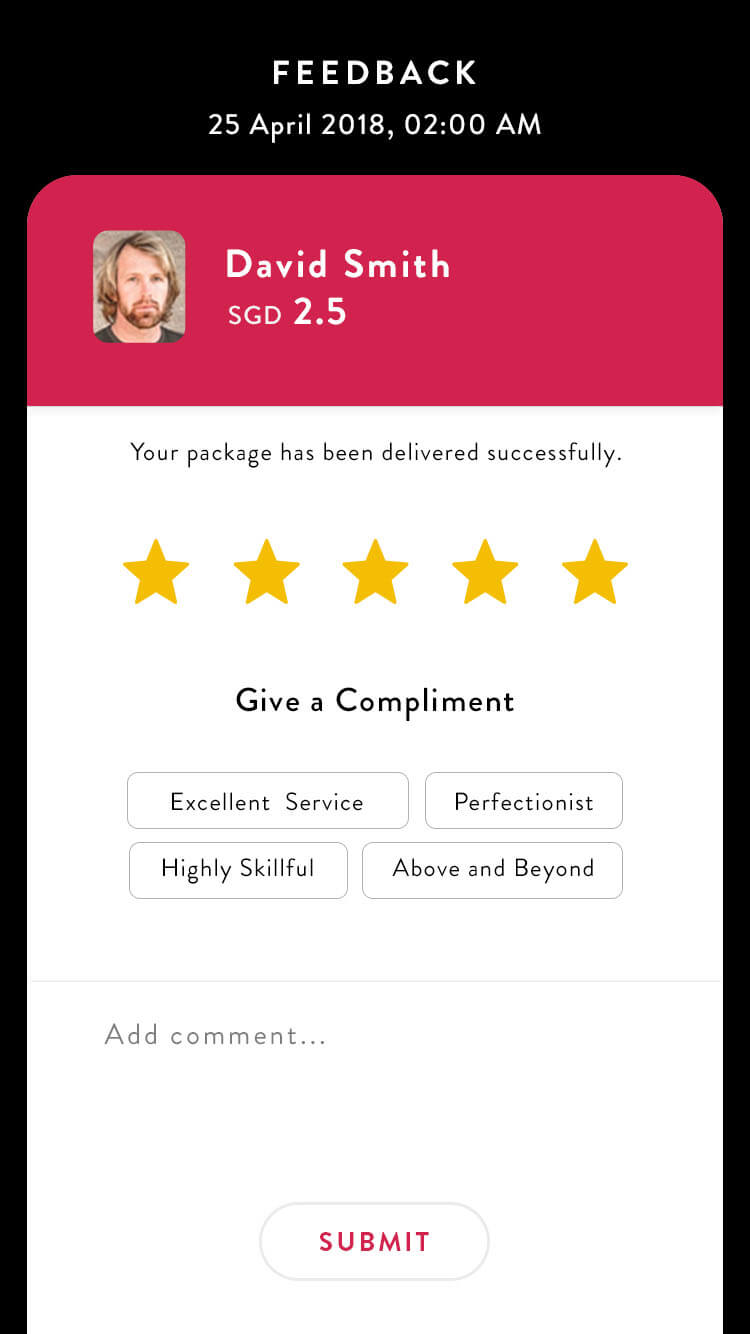 FEEDBACK
25 April 2018, 02:00 AM
David Smith
SGD 2.5
Your package has been delivered successfully.
Give a Compliment
Excellent Service
Perfectionist
Highly Skillful
Above and Beyond
Add comment...
SUBMIT